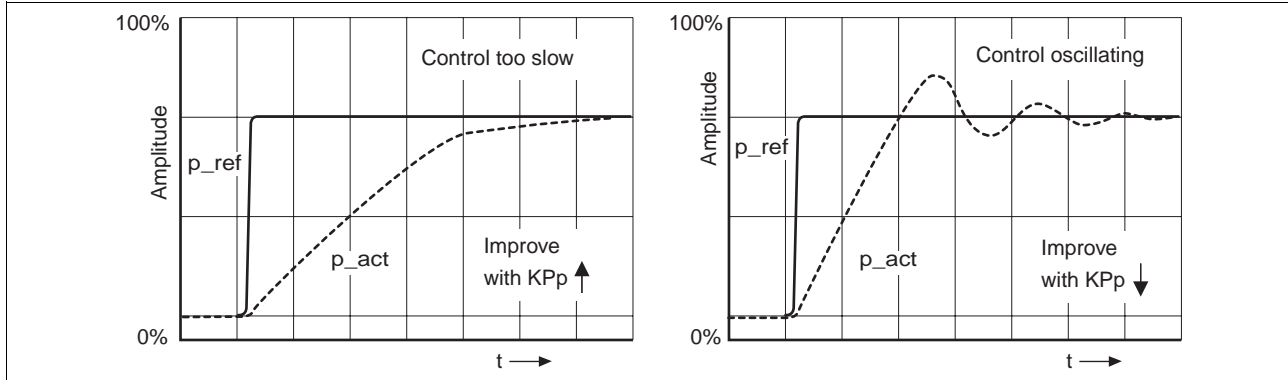 100%
Control too slow
Amplitude
p_ref
p_act
Improve
with KPp
0%
t
100%
Control oscillating
Amplitude
p_ref
p_act
Improve
with KPp
0%
t